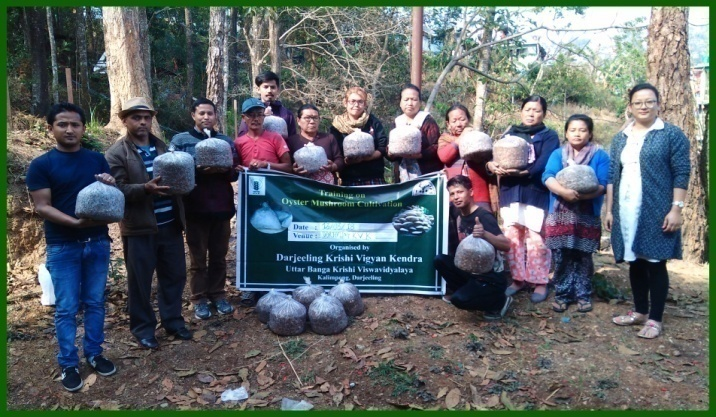 Training on
Oyster Mushroom Cultivation
Date :
Venue :
Organised by
Darjeeling Krishi Vigyan Kendra
Uttar Banga Krishi Viswavidyalaya
Kalimpong, Darjeeling